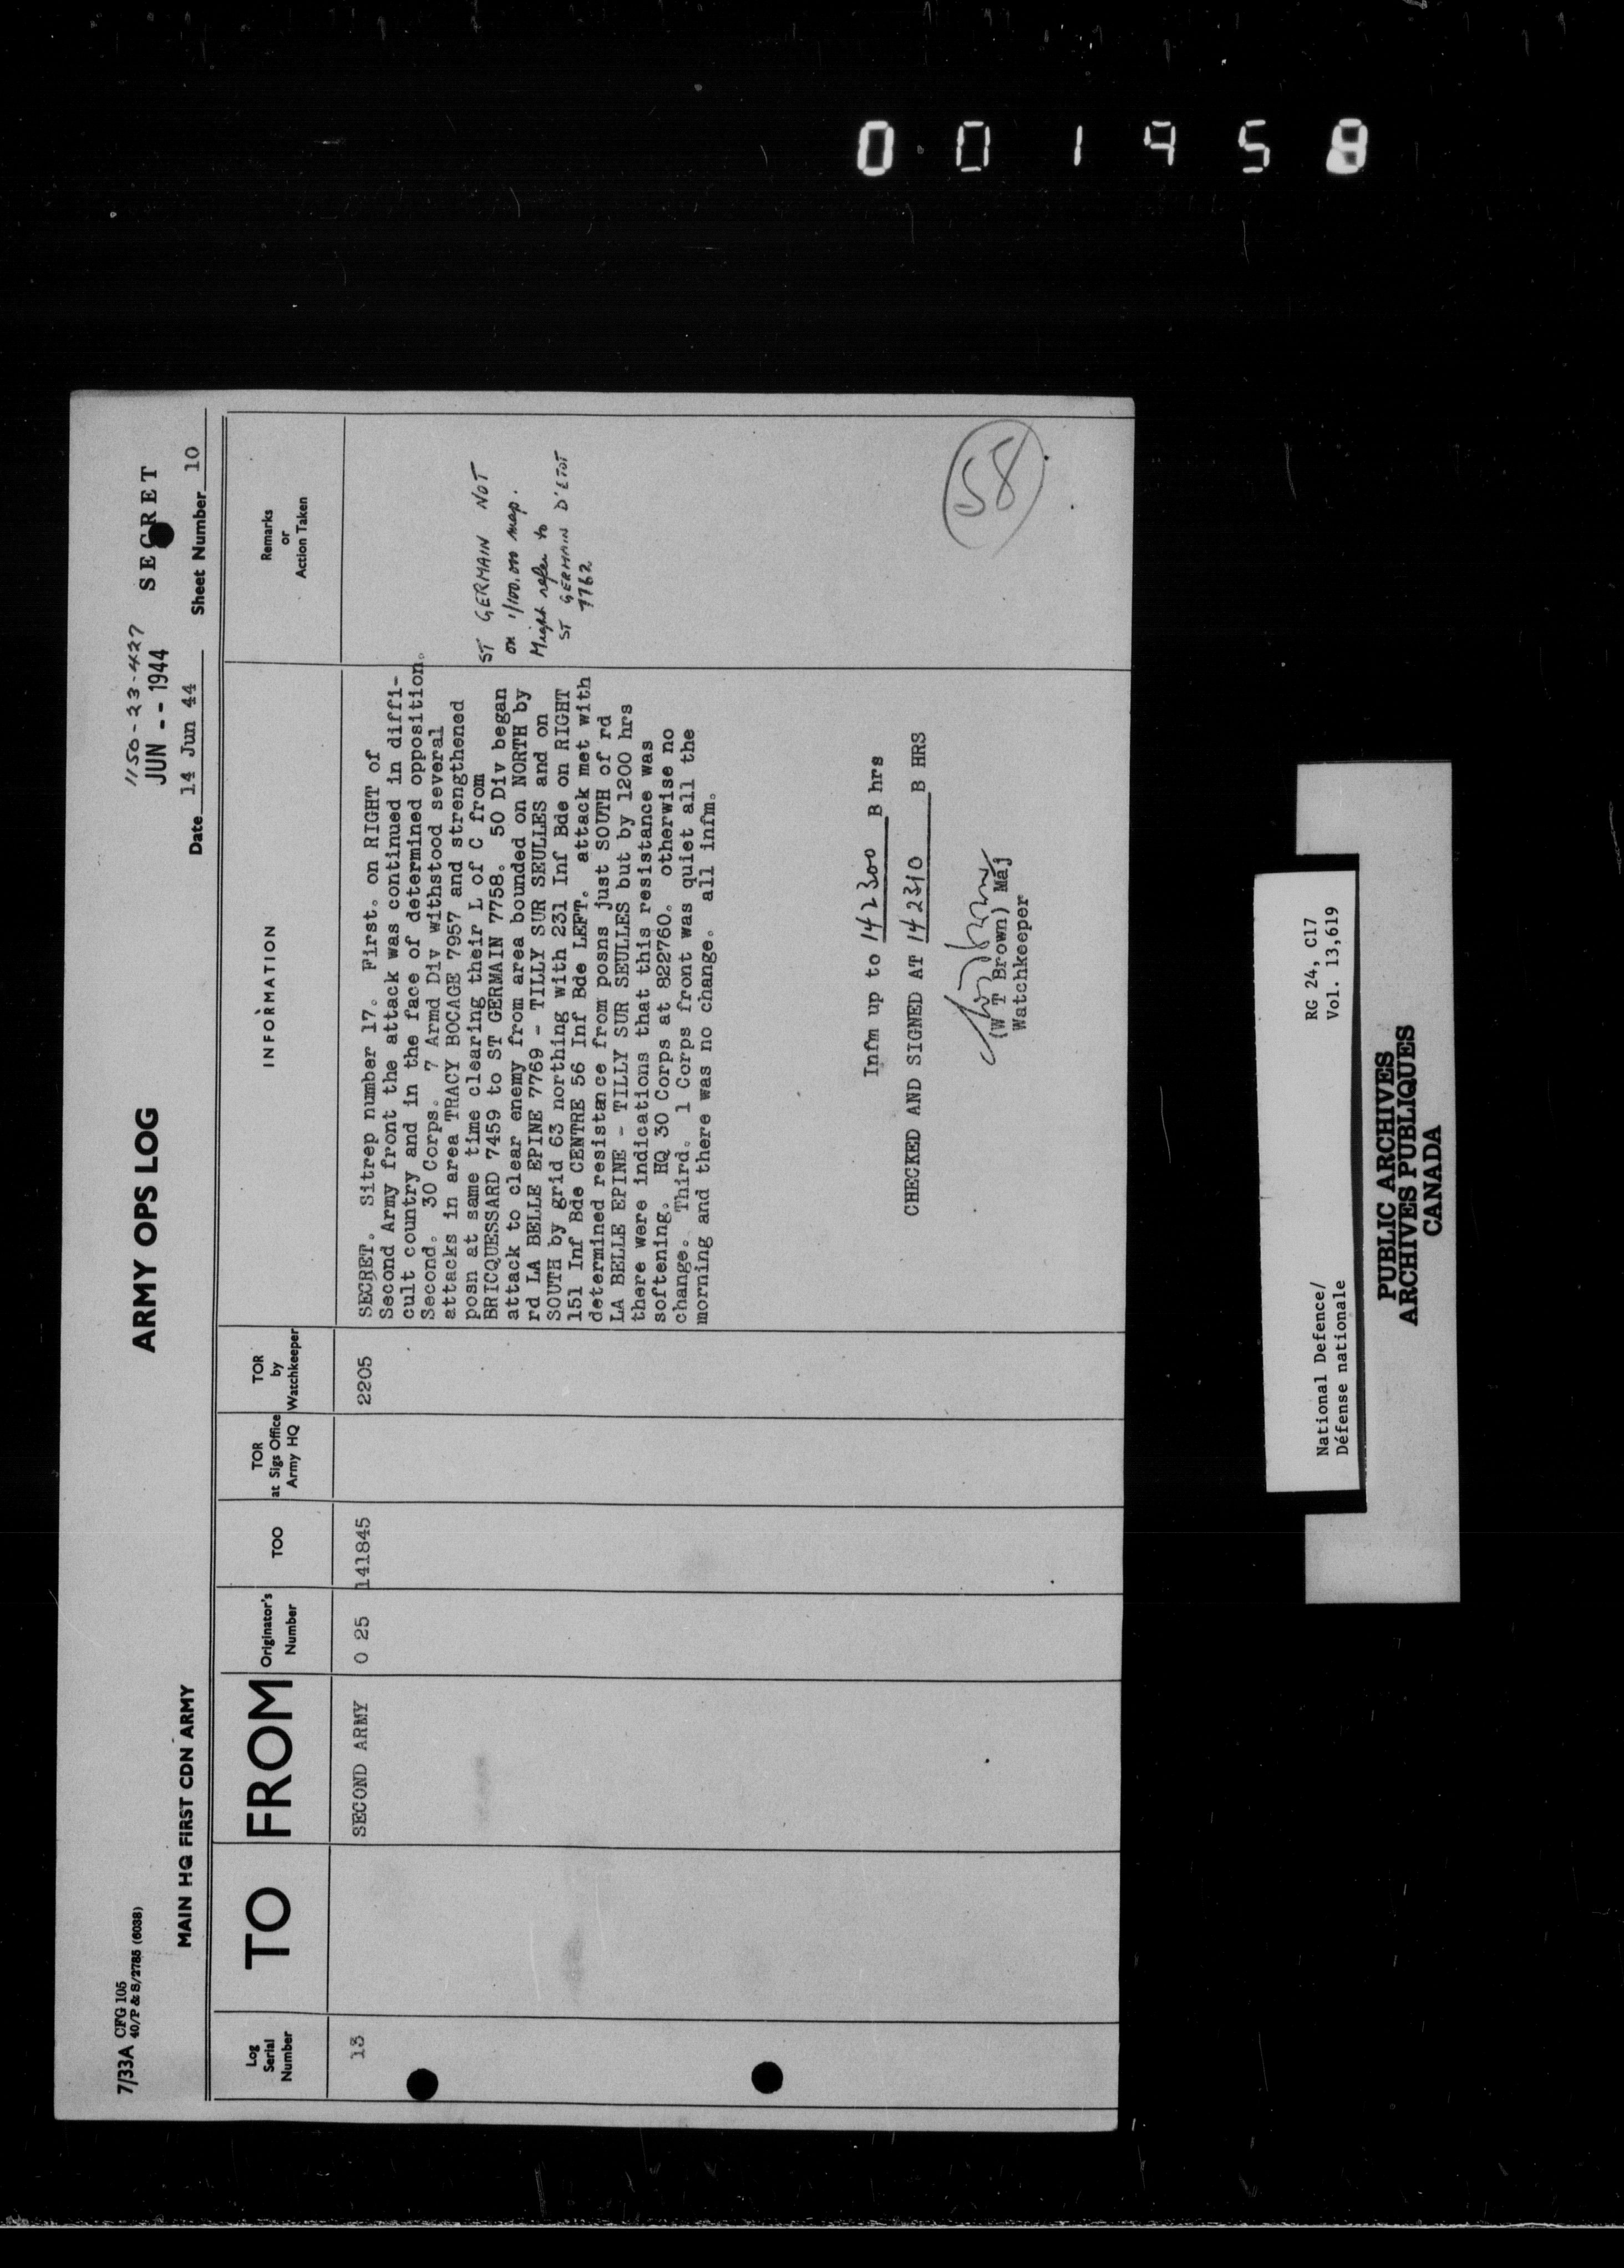 0 0 1 9 5 8
7/33A CFG 105
40/P & S/2785 (6038)
ARMY OPS LOG
1150-23-427
JUN -- 1944
SECRET
MAIN HQ FIRST CDN ARMY
Date 14 Jun 44
Sheet Number 10
Log
Serial
Number
TO
FROM
Originator's
Number
TOO
TOR
at Sigs Office
Army HQ
TOR
by
Watchkeeper
INFORMATION
Remarks
or
Action Taken
13
SECOND ARMY
0 25
141845
2205
SECRET. Sitrep number 17. First. on RIGHT of
Second Army front the attack was continued in diffi-
cult country and in the face of determined opposition.
Second. 30 Corps. 7 Armd Div withstood several
attacks in area TRACY BOCAGE 7957 and strengthened
posn at same time clearing their L of C from
BRICQUESSARD 7459 to ST GERMAIN 7758. 50 Div began
attack to clear enemy from area bounded on NORTH by
rd LA BELLE EPINE 7769 - TILLY SUR SEULLES and on
SOUTH by grid 63 northing with 231 Inf Bde on RIGHT
151 Inf Bde CENTRE 56 Inf Bde LEFT. attack met with
determined resistance from posns just SOUTH of rd
LA BELLE EPINE - TILLY SUR SEULLES but by 1200 hrs
there were indications that this resistance was
softening. HQ 30 Corps at 822760. otherwise no
change. Third. 1 Corps front was quiet all the
morning and there was no change. all infm.
ST GERMAIN NOT
on 1/100.000 map.
Might refer to
ST GERMAIN D'ETOT
7762
Infm up to 142300 B hrs
CHECKED AND SIGNED AT 142310 B HRS
(W T Brown) Maj
Watchkeeper
58
National Defence/
Défense nationale
RG 24, C17
Vol. 13,619
PUBLIC ARCHIVES
ARCHIVES PUBLIQUES
CANADA